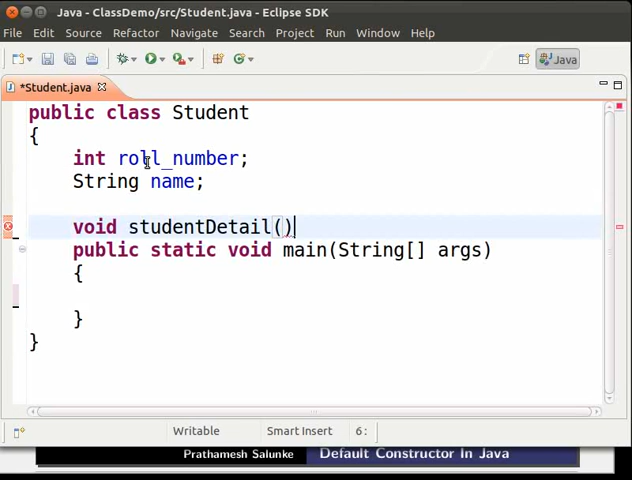 Java - ClassDemo/src/Student.java - Eclipse SDK
File Edit Source Refactor Navigate Search Project Run Window Help
Java
*Student.java
public class Student
{
int roll_number;
String name;
void studentDetail()
public static void main(String[] args)
{
}
}
Writable Smart Insert 6:
Prathamesh Salunke Default Constructor In Java